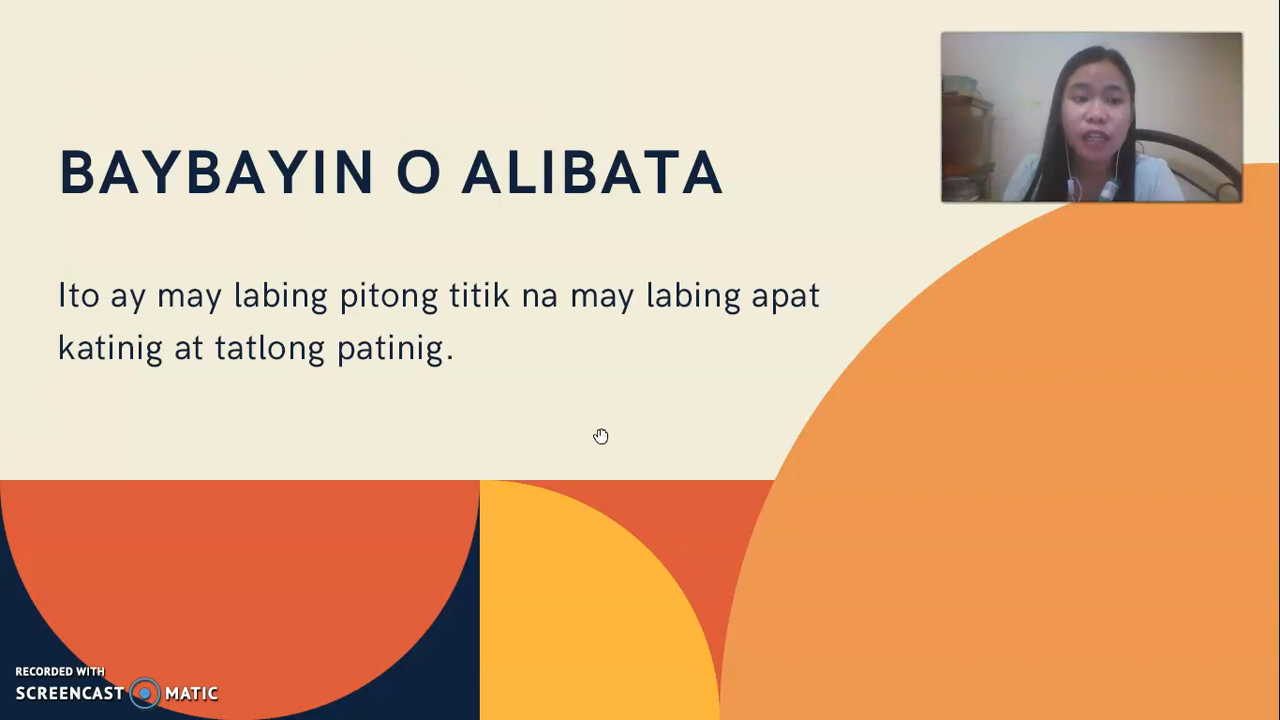 BAYBAYIN O ALIBATA
Ito ay may labing pitong titik na may labing apat
katinig at tatlong patinig.
RECORDED WITH
SCREENCAST MATIC